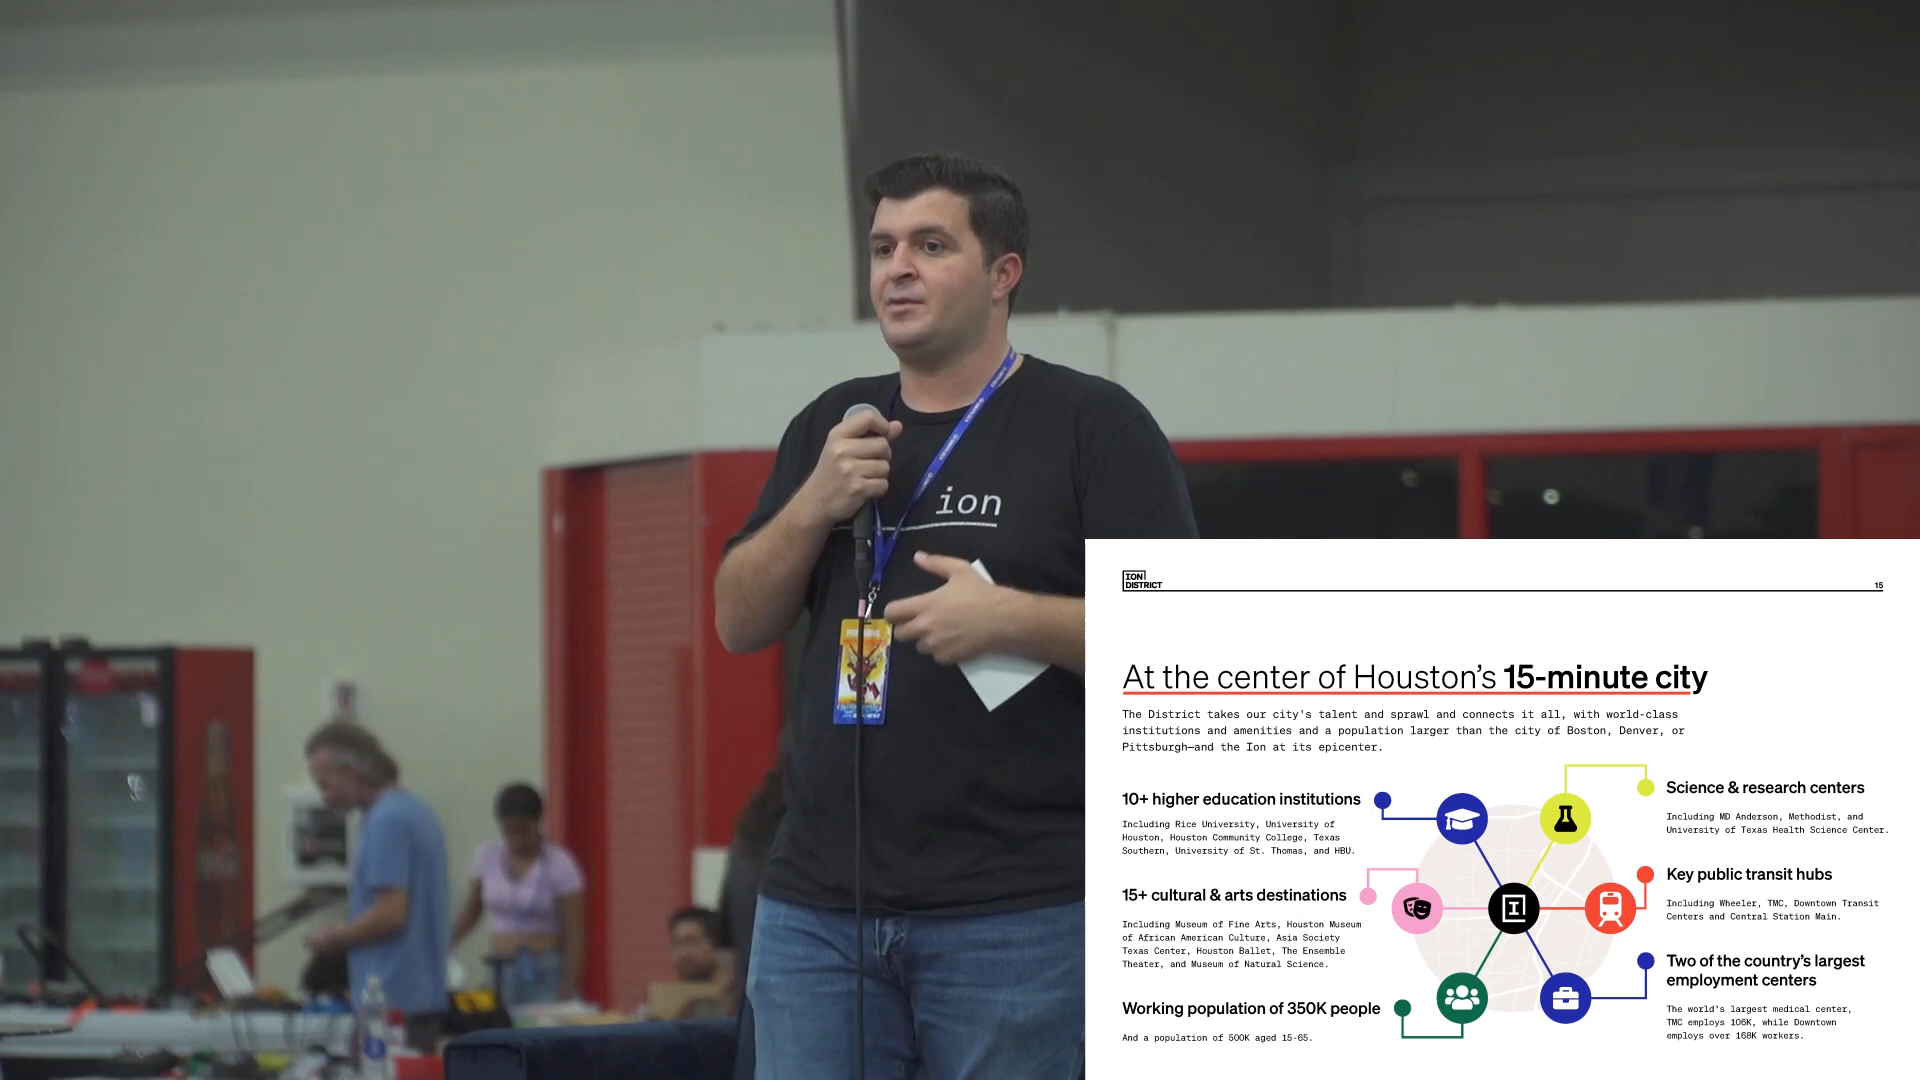 ion
ION
DISTRICT
15
At the center of Houston's 15-minute city
The District takes our city's talent and sprawl and connects it all, with world-class
institutions and amenities and a population larger than the city of Boston, Denver, or
Pittsburgh—and the Ion at its epicenter.
10+ higher education institutions
Including Rice University, University of
Houston, Houston Community College, Texas
Southern, University of St. Thomas, and HBU.
15+ cultural & arts destinations
Including Museum of Fine Arts, Houston Museum
of African American Culture, Asia Society
Texas Center, Houston Ballet, The Ensemble
Theater, and Museum of Natural Science.
Working population of 350K people
And a population of 500K aged 15-65.
Science & research centers
Including MD Anderson, Methodist, and
University of Texas Health Science Center.
Key public transit hubs
Including Wheeler, TMC, Downtown Transit
Centers and Central Station Main.
Two of the country's largest
employment centers
The world's largest medical center,
TMC employs 106K, while Downtown
employs over 168K workers.